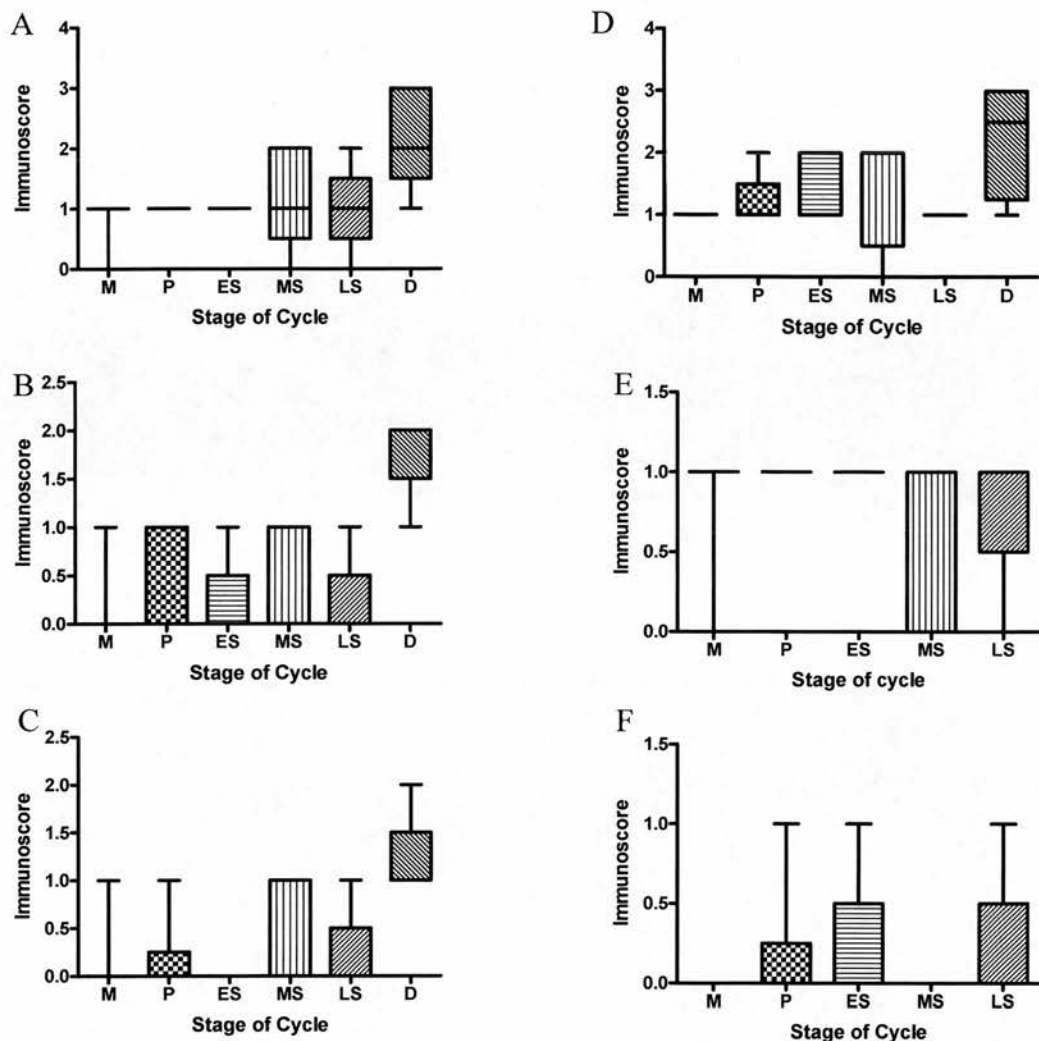 A
4
3
2
1
0
Immunoscore
M P ES MS LS D
Stage of Cycle
B
2.5
2.0
1.5
1.0
0.5
0.0
Immunoscore
M P ES MS LS D
Stage of Cycle
C
2.5
2.0
1.5
1.0
0.5
0.0
Immunoscore
M P ES MS LS D
Stage of Cycle
D
4
3
2
1
0
Immunoscore
M P ES MS LS D
Stage of Cycle
E
1.5
1.0
0.5
0.0
Immunoscore
M P ES MS LS
Stage of cycle
F
1.5
1.0
0.5
0.0
Immunoscore
M P ES MS LS
Stage of Cycle